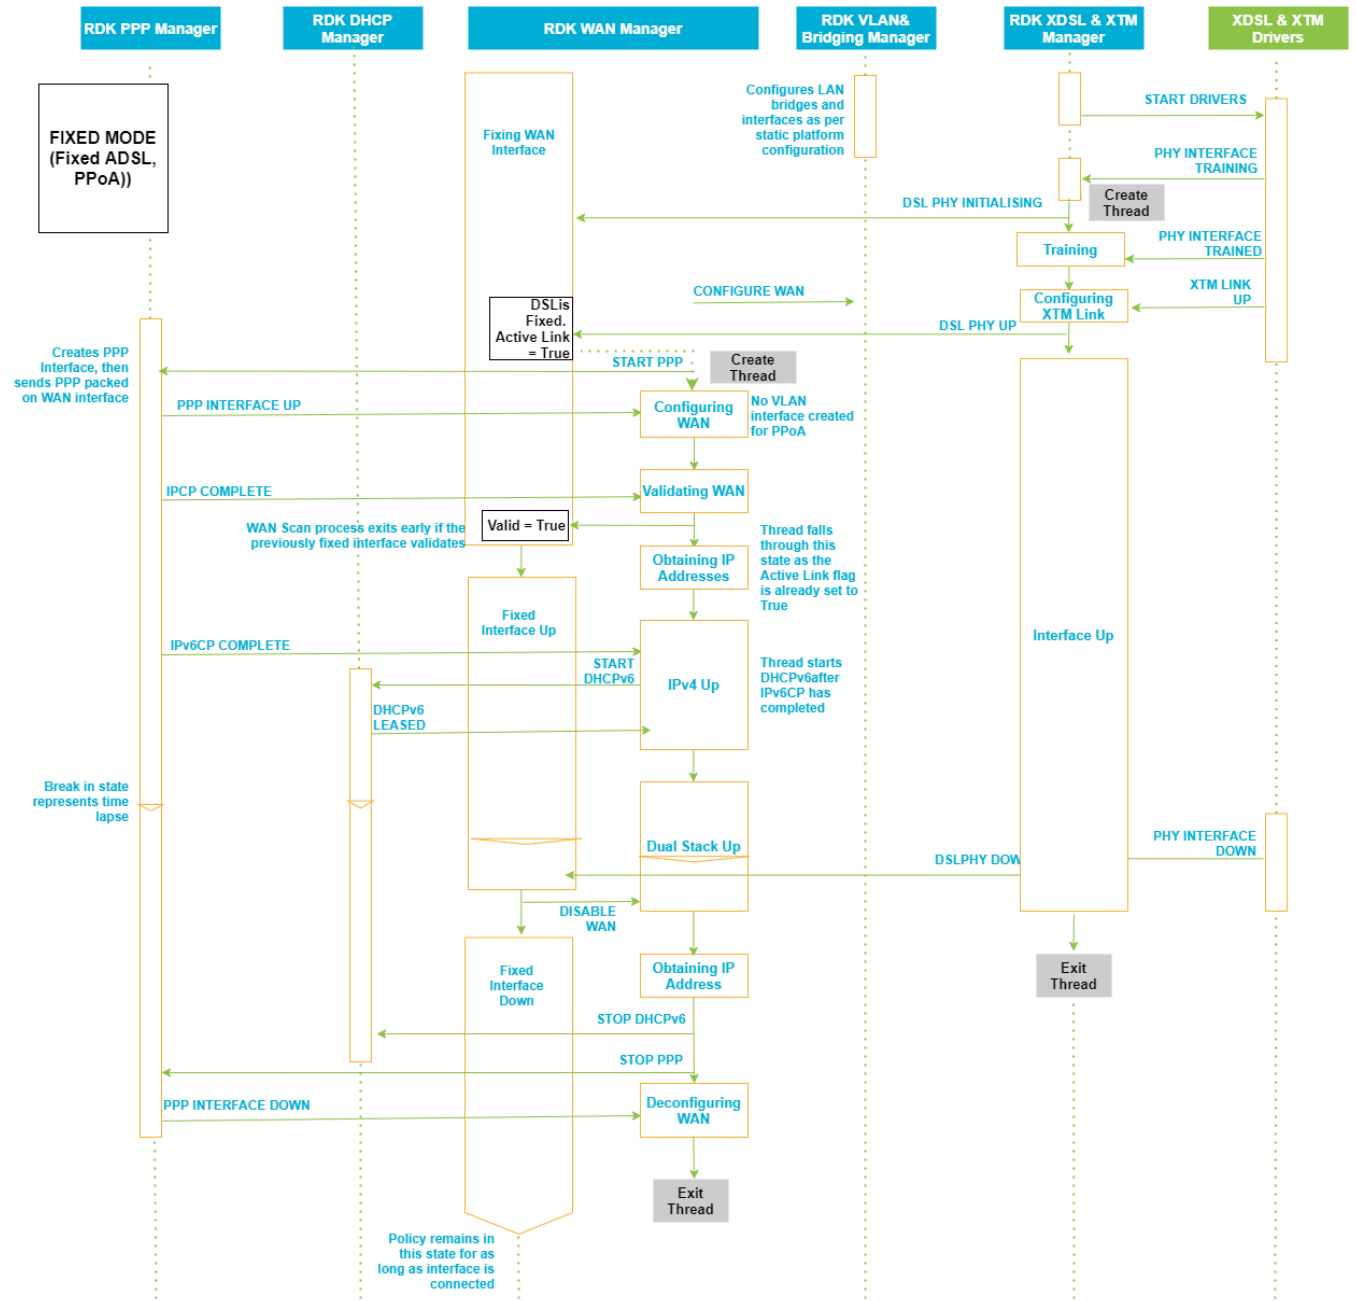 RDK PPP Manager
RDK DHCP
Manager
RDK WAN Manager
RDK VLAN&
Bridging Manager
RDK XDSL & XTM
Manager
XDSL & XTM
Drivers
FIXED MODE
(Fixed ADSL,
PPoA))
Fixing WAN
Interface
Configures LAN
bridges and
interfaces as per
static platform
configuration
START DRIVERS
PHY INTERFACE
TRAINING
Create
Thread
DSL PHY INITIALISING
Training
PHY INTERFACE
TRAINED
CONFIGURE WAN
Configuring
XTM Link
XTM LINK
UP
DSLis
Fixed.
Active Link
= True
DSL PHY UP
START PPP
Create
Thread
Creates PPP
Interface, then
sends PPP packed
on WAN interface
PPP INTERFACE UP
Configuring
WAN
No VLAN
interface created
for PPoA
IPCP COMPLETE
Validating WAN
WAN Scan process exits early if the
previously fixed interface validates
Valid = True
Obtaining IP
Addresses
Thread falls
through this
state as the
Active Link flag
is already set to
True
Fixed
Interface Up
IPv6CP COMPLETE
START
DHCPv6
IPv4 Up
Thread starts
DHCPv6after
IPv6CP has
completed
Interface Up
DHCPv6
LEASED
Break in state
represents time
lapse
Dual Stack Up
PHY INTERFACE
DOWN
DSLPHY DOW
DISABLE
WAN
Fixed
Interface
Down
Obtaining IP
Address
Exit
Thread
STOP DHCPv6
STOP PPP
PPP INTERFACE DOWN
Deconfiguring
WAN
Exit
Thread
Policy remains in
this state for as
long as interface is
connected